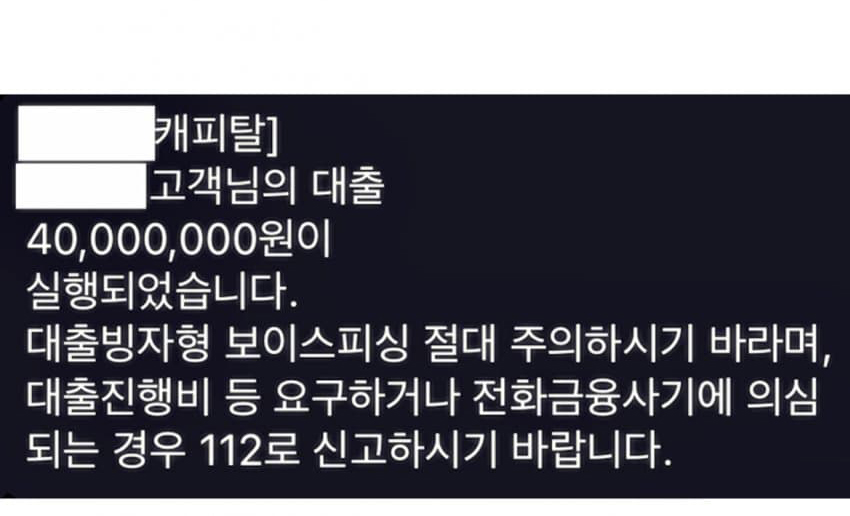 캐피탈]
고객님의 대출
40,000,000원이
실행되었습니다.
대출빙자형 보이스피싱 절대 주의하시기 바라며,
대출진행비 등 요구하거나 전화금융사기에 의심
되는 경우 112로 신고하시기 바랍니다.